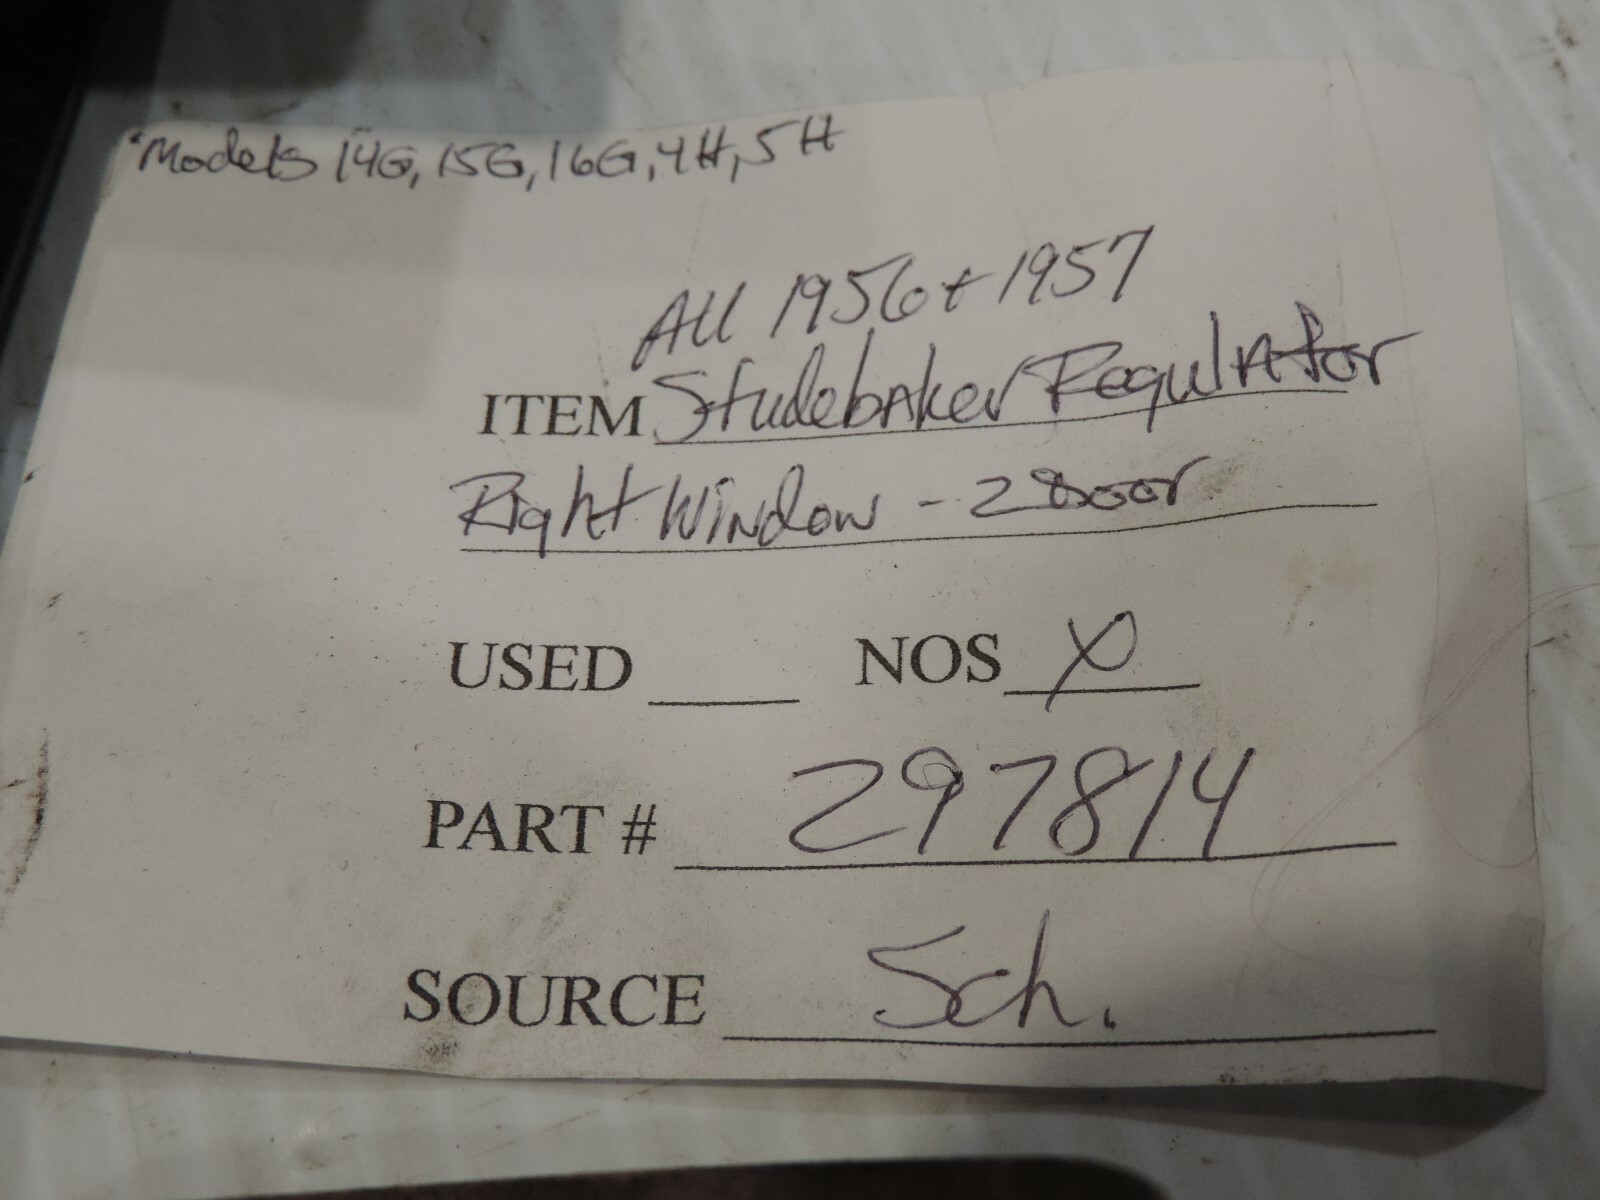 Models 14G, 15G, 16G, 4H, 5H
All 1956 + 1957
ITEM Studebaker Regulator
Right Window - 2 Door
USED ____ NOS X
PART # 297814
SOURCE Sch.